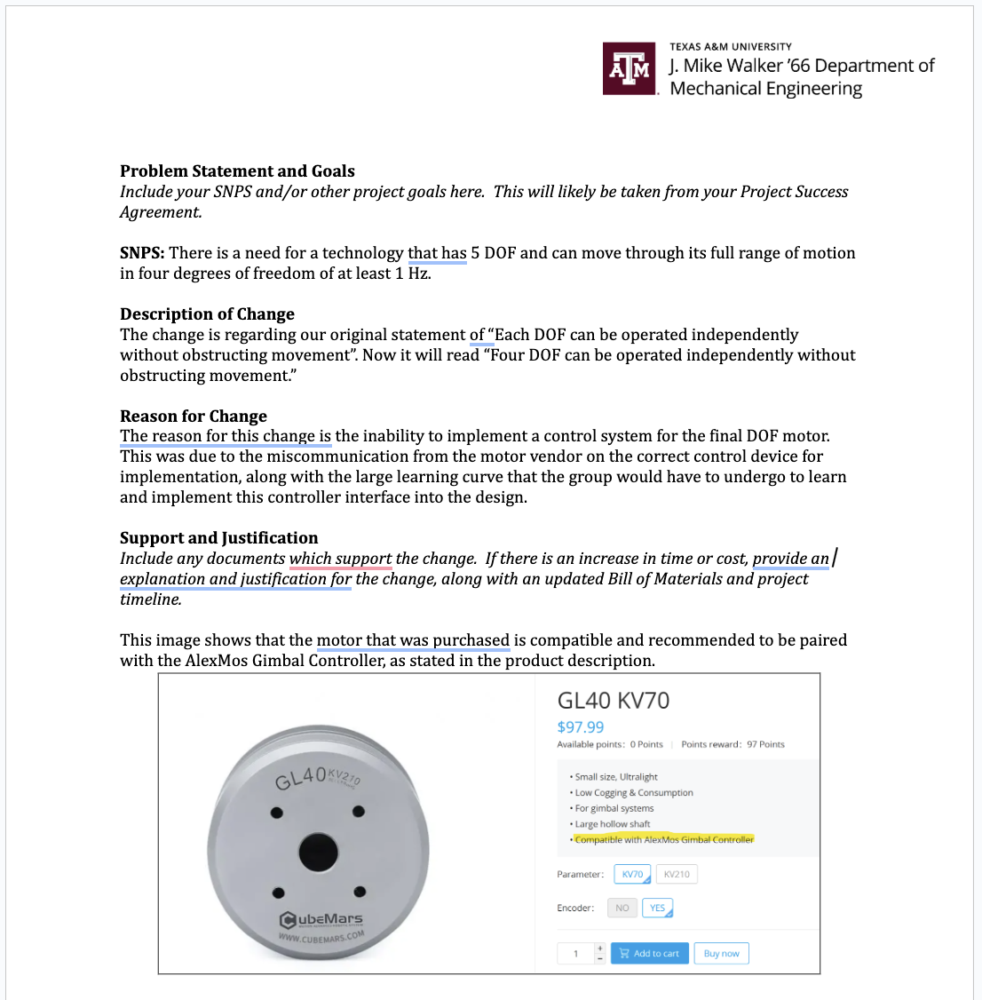 TEXAS A&M UNIVERSITY
J. Mike Walker '66 Department of
Mechanical Engineering
Problem Statement and Goals
Include your SNPS and/or other project goals here.  This will likely be taken from your Project Success
Agreement.
SNPS: There is a need for a technology that has 5 DOF and can move through its full range of motion
in four degrees of freedom of at least 1 Hz.
Description of Change
The change is regarding our original statement of “Each DOF can be operated independently
without obstructing movement”. Now it will read “Four DOF can be operated independently without
obstructing movement.”
Reason for Change
The reason for this change is the inability to implement a control system for the final DOF motor.
This was due to the miscommunication from the motor vendor on the correct control device for
implementation, along with the large learning curve that the group would have to undergo to learn
and implement this controller interface into the design.
Support and Justification
Include any documents which support the change.  If there is an increase in time or cost, provide an
explanation and justification for the change, along with an updated Bill of Materials and project
timeline.
This image shows that the motor that was purchased is compatible and recommended to be paired
with the AlexMos Gimbal Controller, as stated in the product description.
GL40 KV210
CubeMars
WWW.CUBEMARS.COM
GL40 KV70
$97.99
Available points: 0 Points | Points reward: 97 Points
• Small size, Ultralight
• Low Cogging & Consumption
• For gimbal systems
• Large hollow shaft
• Compatible with AlexMos Gimbal Controller
Parameter: KV70 KV210
Encoder: NO YES
1 + − Add to cart Buy now